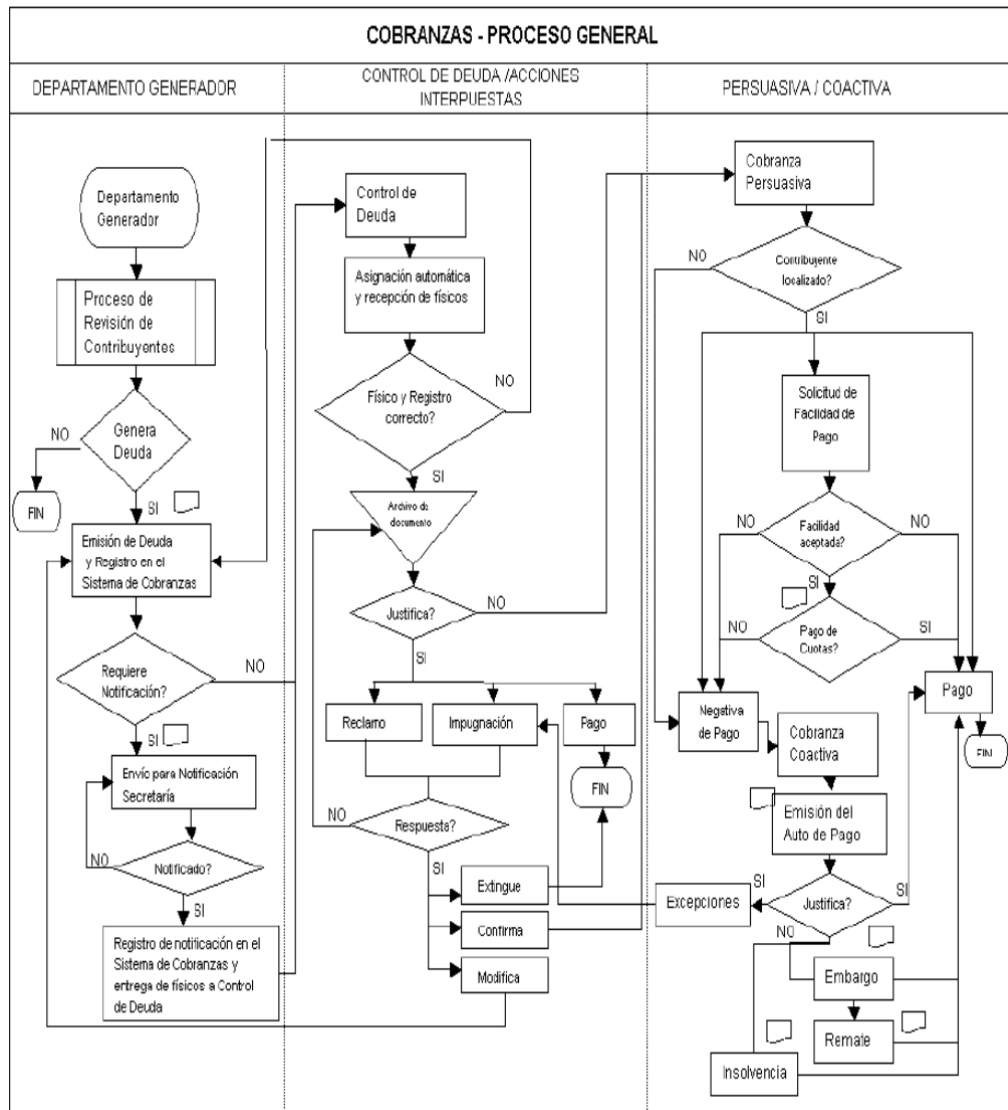 COBRANZAS - PROCESO GENERAL
DEPARTAMENTO GENERADOR
CONTROL DE DEUDA /ACCIONES
INTERPUESTAS
PERSUASIVA / COACTIVA
Departamento
Generador
Proceso de
Revisión de
Contribuyentes
Genera
Deuda
NO
FIN
SI
Emisión de Deuda
y Registro en el
Sistema de Cobranzas
Requiere
Notificación?
NO
SI
Envío para Notificación
Secretaría
NO
Notificado?
SI
Registro de notificación en el
Sistema de Cobranzas y
entrega de físicos a Control
de Deuda
Control de
Deuda
Asignación automática
y recepción de físicos
Físico y Registro
correcto?
NO
SI
Archivo de
documento
Justifica?
NO
SI
Reclamo
Impugnación
Pago
FIN
NO
Respuesta?
SI
Extingue
Confirma
Modifica
Cobranza
Persuasiva
NO
Contribuyente
localizado?
SI
Solicitud de
Facilidad de
Pago
NO
Facilidad
aceptada?
NO
SI
NO
Pago de
Cuotas?
SI
Negativa
de Pago
Pago
FIN
Cobranza
Coactiva
Emisión del
Auto de Pago
SI
Justifica?
SI
Excepciones
NO
Embargo
Remate
Insolvencia